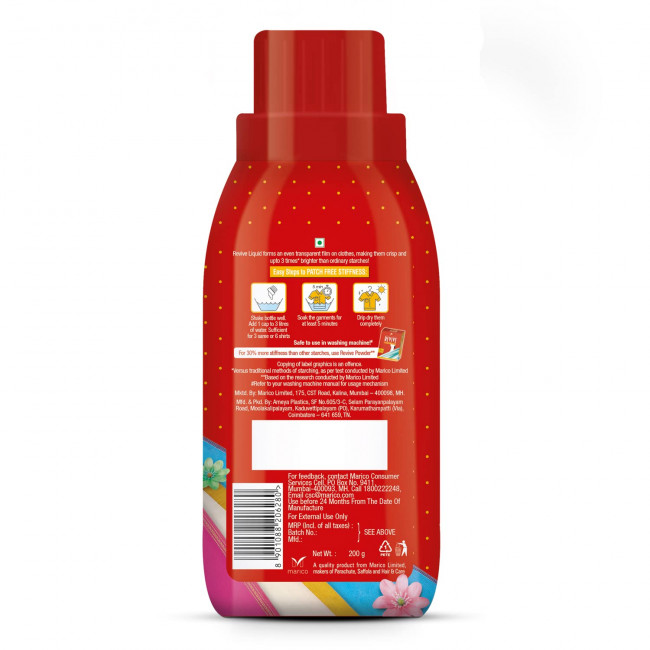 Revive Liquid forms an even transparent film on clothes, making them crisp and
upto 3 times* brighter than ordinary starches!
Easy Steps to PATCH-FREE STIFFNESS.
5 min
Shake bottle well.
Add 1 cap to 3 litres
of water. Sufficient
for 3 saree or 6 shirts
Soak the garments for
at least 5 minutes
Drip dry them
completely
Safe to use in washing machine!#
REVIVE
For 30% more stiffness than other starches, use Revive Powder**
Copying of label graphics is an offence.
*Versus traditional methods of starching, as per test conducted by Marico Limited
**Based on the research conducted by Marico Limited
#Refer to your washing machine manual for usage mechanism
Mktd. By: Marico Limited, 175, CST Road, Kalina, Mumbai – 400098, MH.
Mfd. & Pkd. By: Ameya Plastics, SF No.605/3-C, Selam Parayanpalayam
Road, Moolakalipalayam, Kaduvettipalayam (PO), Karumathampatti (Via),
Coimbatore – 641 659, TN.
For feedback, contact Marico Consumer
Services Cell, PO Box No. 9411
Mumbai-400093, MH. Call 1800222248,
Email csc@marico.com
Use before 24 Months From The Date Of
Manufacture
For External Use Only
MRP (Incl. of all taxes) :
Batch No.: SEE ABOVE
Mfd.:
Net Wt. : 200 g
PETE
8 901088 206280 >
marico
A quality product from Marico Limited,
makers of Parachute, Saffola and Hair & Care